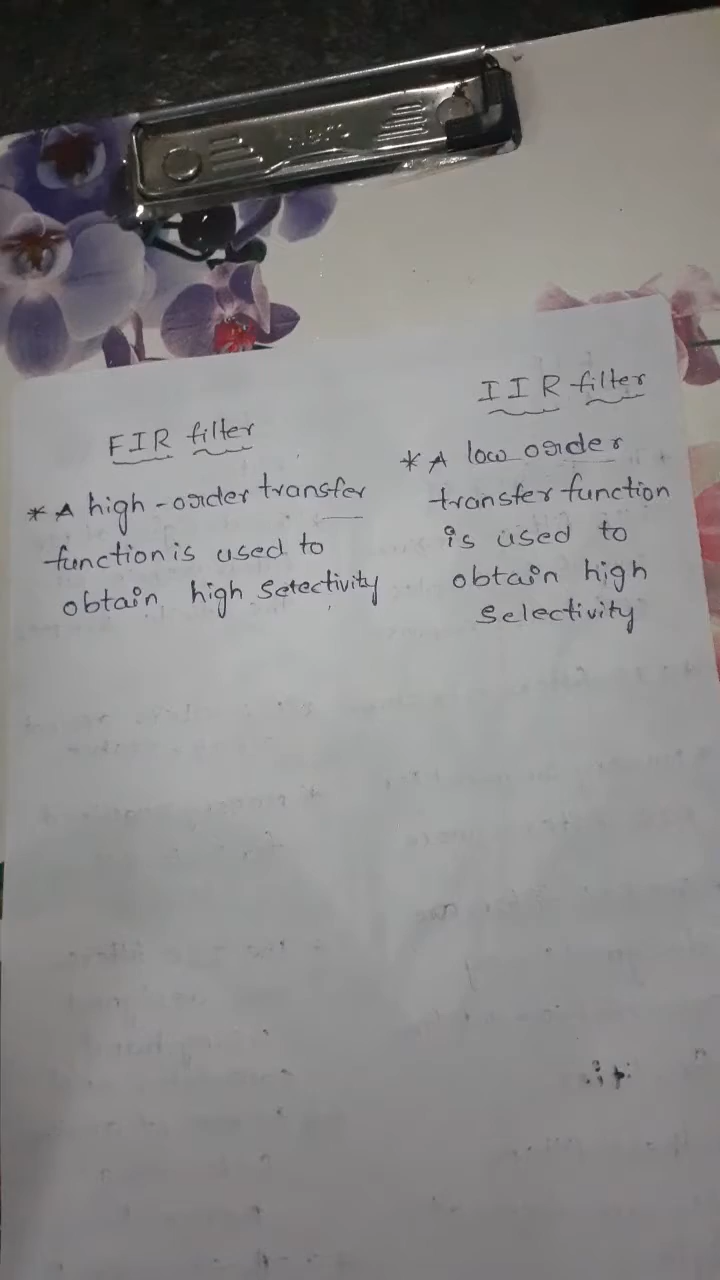 FIR filter
* A high-order transfer
function is used to
obtain high Setectivity
IIR filter
* A low order
transfer function
is used to
obtain high
Selectivity